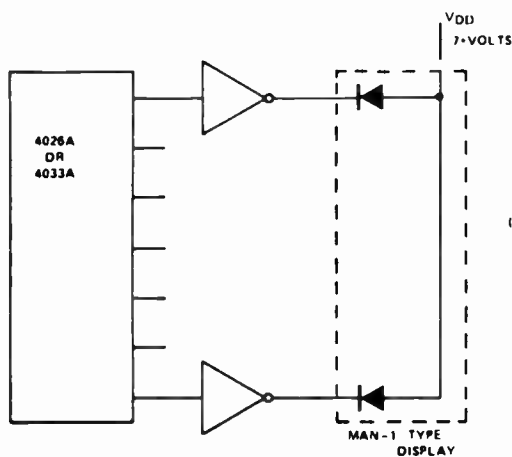 VDD
7+VOLTS
4026A
OR
4033A
MAN-1 TYPE
DISPLAY